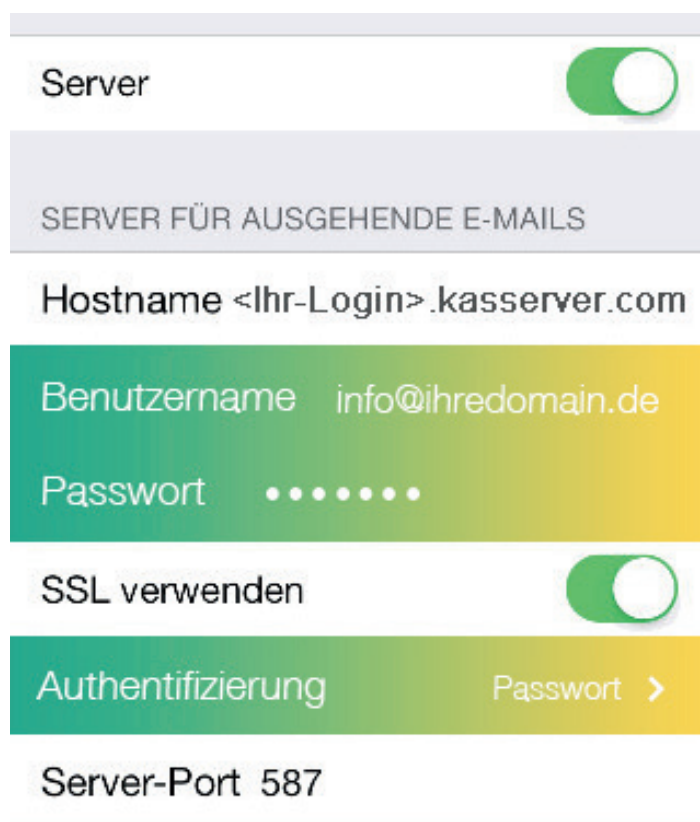 Server
SERVER FÜR AUSGEHENDE E-MAILS
Hostname <Ihr-Login>.kasserver.com
Benutzername info@ihredomain.de
Passwort •••••••
SSL verwenden
Authentifizierung Passwort >
Server-Port 587